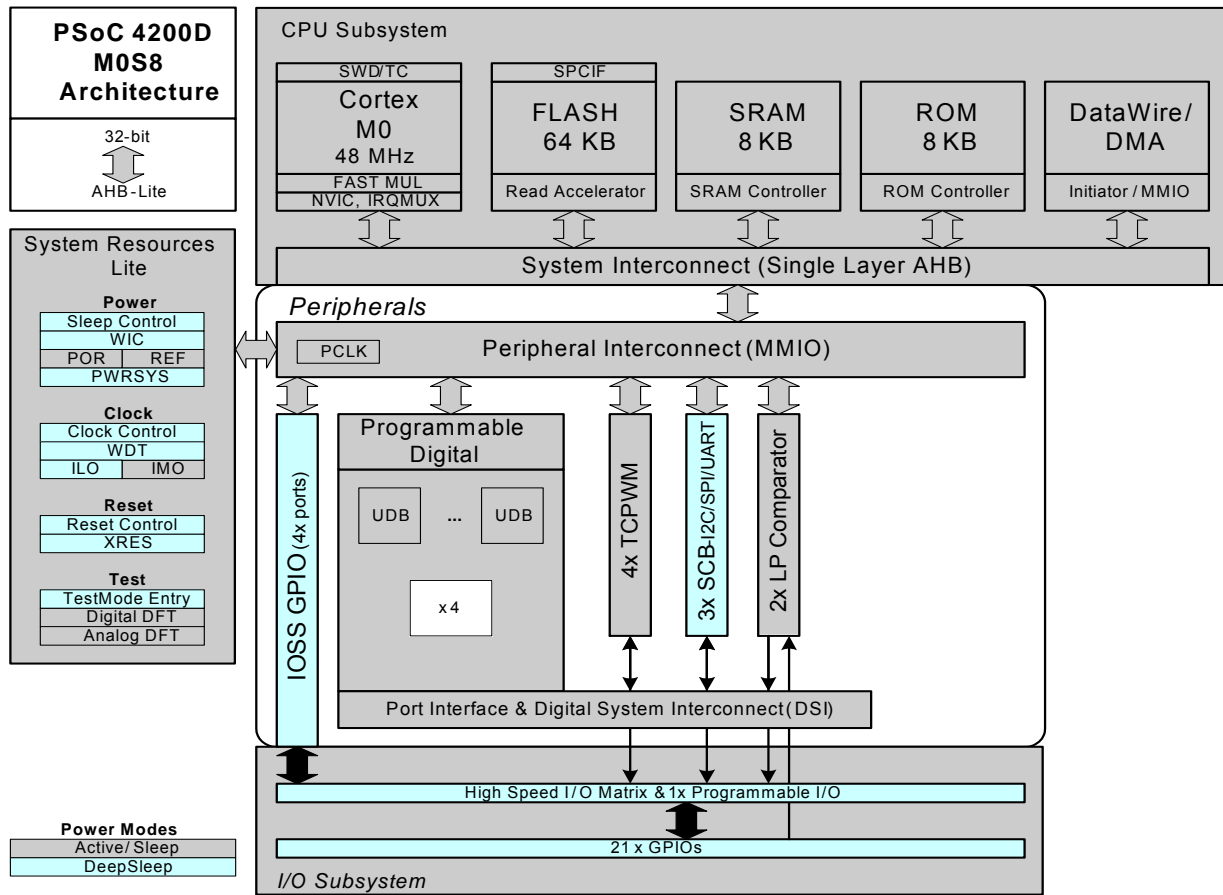 PSoC 4200D
M0S8
Architecture
32-bit
AHB-Lite
CPU Subsystem
SWD/TC
Cortex
M0
48 MHz
FAST MUL
NVIC, IRQMUX
SPCIF
FLASH
64 KB
Read Accelerator
SRAM
8 KB
SRAM Controller
ROM
8 KB
ROM Controller
DataWire/
DMA
Initiator / MMIO
System Interconnect (Single Layer AHB)
System Resources
Lite
Power
Sleep Control
WIC
POR REF
PWRSYS
Clock
Clock Control
WDT
ILO IMO
Reset
Reset Control
XRES
Test
TestMode Entry
Digital DFT
Analog DFT
Peripherals
PCLK
Peripheral Interconnect (MMIO)
IOSS GPIO (4x ports)
Programmable
Digital
UDB ... UDB
x 4
4x TCPWM
3x SCB-I2C/SPI/UART
2x LP Comparator
Port Interface & Digital System Interconnect (DSI)
High Speed I/O Matrix & 1x Programmable I/O
21 x GPIOs
I/O Subsystem
Power Modes
Active/ Sleep
DeepSleep